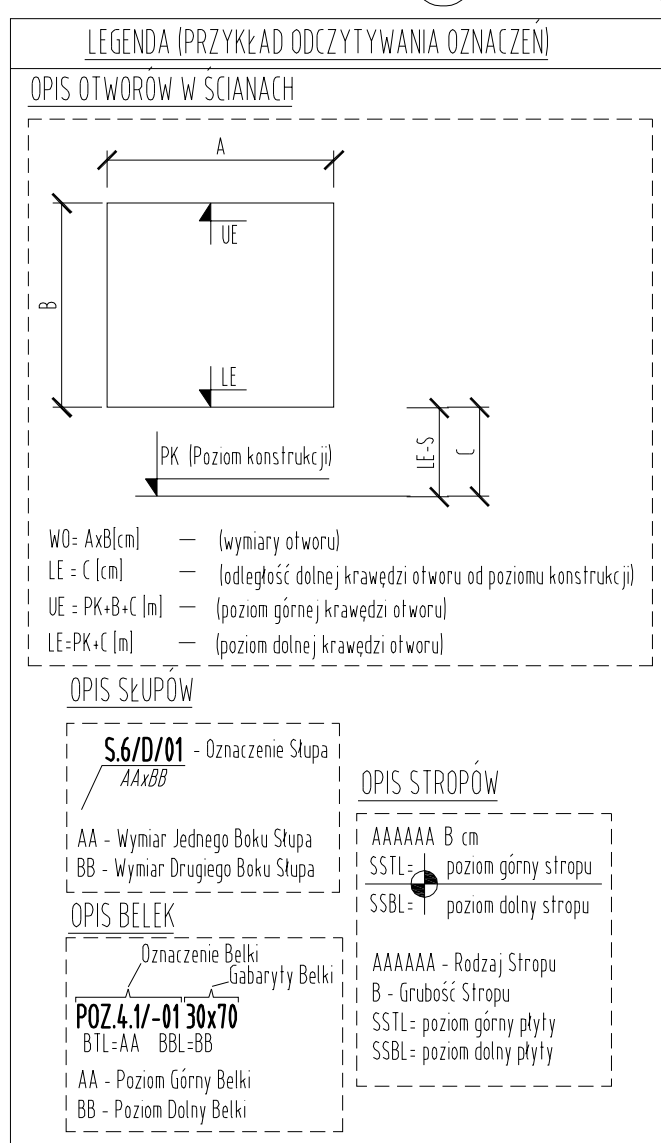 LEGENDA (PRZYKŁAD ODCZYTYWANIA OZNACZEŃ)
OPIS OTWORÓW W ŚCIANACH
A
UE
B
LE
PK (Poziom konstrukcji)
LE-S
C
WO= AxB[cm] — (wymiary otworu)
LE = C [cm] — (odległość dolnej krawędzi otworu od poziomu konstrukcji)
UE = PK+B+C [m] — (poziom górnej krawędzi otworu)
LE=PK+C [m] — (poziom dolnej krawędzi otworu)
OPIS SŁUPÓW
S.6/D/01 - Oznaczenie Słupa
AAxBB
AA - Wymiar Jednego Boku Słupa
BB - Wymiar Drugiego Boku Słupa
OPIS BELEK
Oznaczenie Belki
Gabaryty Belki
POZ.4.1/-01 30x70
BTL=AA BBL=BB
AA - Poziom Górny Belki
BB - Poziom Dolny Belki
OPIS STROPÓW
AAAAAA B cm
SSTL= poziom górny stropu
SSBL= poziom dolny stropu
AAAAAA - Rodzaj Stropu
B - Grubość Stropu
SSTL= poziom górny płyty
SSBL= poziom dolny płyty